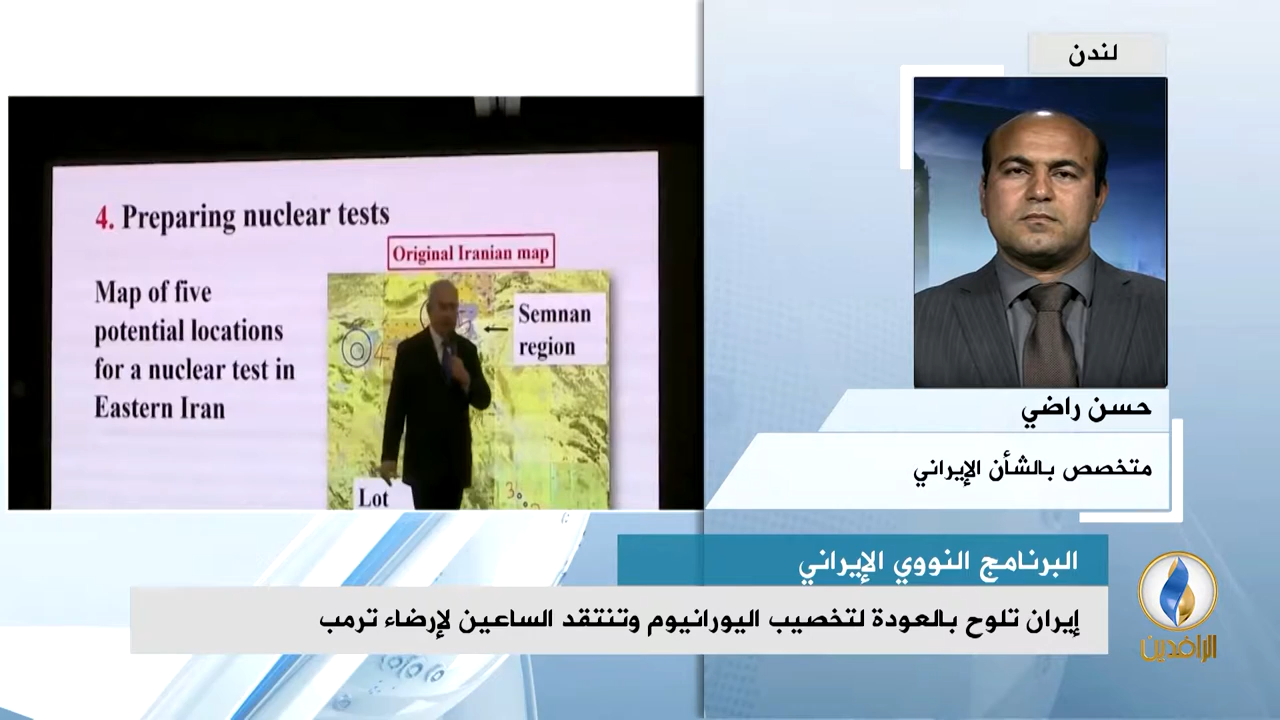 لندن
4. Preparing nuclear tests
Original Iranian map
Map of five
potential locations
for a nuclear test in
Eastern Iran
Semnan
region
Lot
حسن راضي
متخصص بالشأن الإيراني
البرنامج النووي الإيراني
إيران تلوح بالعودة لتخصيب اليورانيوم وتنتقد الساعين لإرضاء ترمب
الرافدين